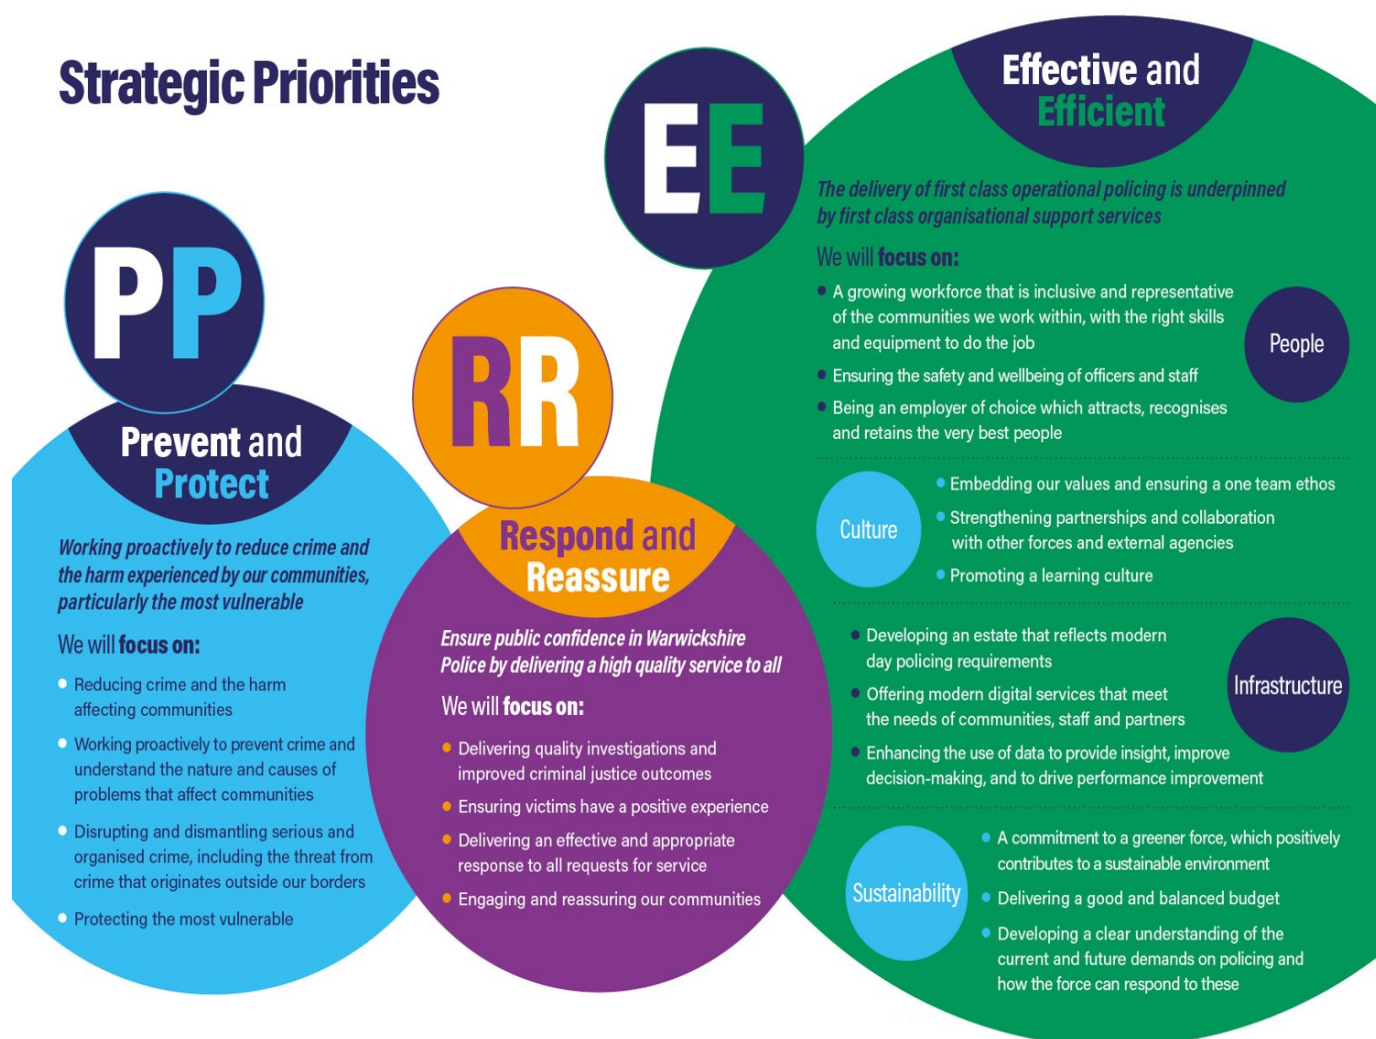 Strategic Priorities
PP
Prevent and
Protect
Working proactively to reduce crime and
the harm experienced by our communities,
particularly the most vulnerable
We will focus on:
Reducing crime and the harm
affecting communities
Working proactively to prevent crime and
understand the nature and causes of
problems that affect communities
Disrupting and dismantling serious and
organised crime, including the threat from
crime that originates outside our borders
Protecting the most vulnerable
RR
Respond and
Reassure
Ensure public confidence in Warwickshire
Police by delivering a high quality service to all
We will focus on:
Delivering quality investigations and
improved criminal justice outcomes
Ensuring victims have a positive experience
Delivering an effective and appropriate
response to all requests for service
Engaging and reassuring our communities
EE
Effective and
Efficient
The delivery of first class operational policing is underpinned
by first class organisational support services
We will focus on:
People
A growing workforce that is inclusive and representative
of the communities we work within, with the right skills
and equipment to do the job
Ensuring the safety and wellbeing of officers and staff
Being an employer of choice which attracts, recognises
and retains the very best people
Culture
Embedding our values and ensuring a one team ethos
Strengthening partnerships and collaboration
with other forces and external agencies
Promoting a learning culture
Infrastructure
Developing an estate that reflects modern
day policing requirements
Offering modern digital services that meet
the needs of communities, staff and partners
Enhancing the use of data to provide insight, improve
decision-making, and to drive performance improvement
Sustainability
A commitment to a greener force, which positively
contributes to a sustainable environment
Delivering a good and balanced budget
Developing a clear understanding of the
current and future demands on policing and
how the force can respond to these